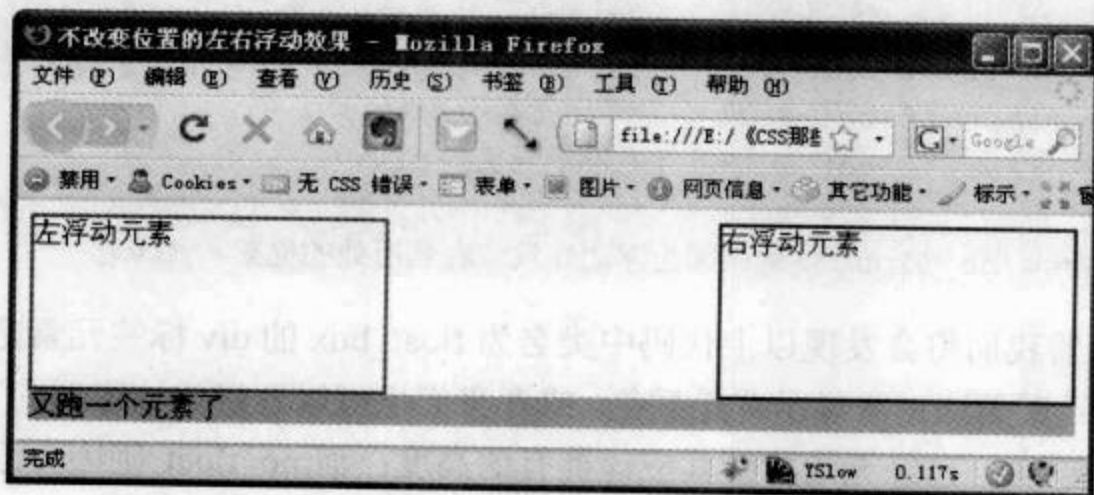 不改变位置的左右浮动效果 - Mozilla Firefox
文件 (F) 编辑 (E) 查看 (V) 历史 (S) 书签 (B) 工具 (T) 帮助 (H)
file:///E:/《CSS那些 Google
禁用 Cookies 无 CSS 错误 表单 图片 网页信息 其它功能 标示
左浮动元素 右浮动元素
又跑一个元素了
完成 YSlow 0.117s